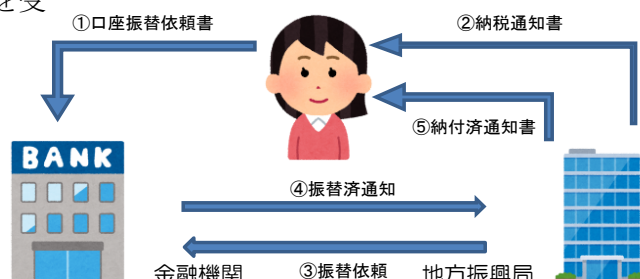 を受
①口座振替依頼書
②納税通知書
⑤納付済通知書
BANK
④振替済通知
金融機関
③振替依頼
地方振興局